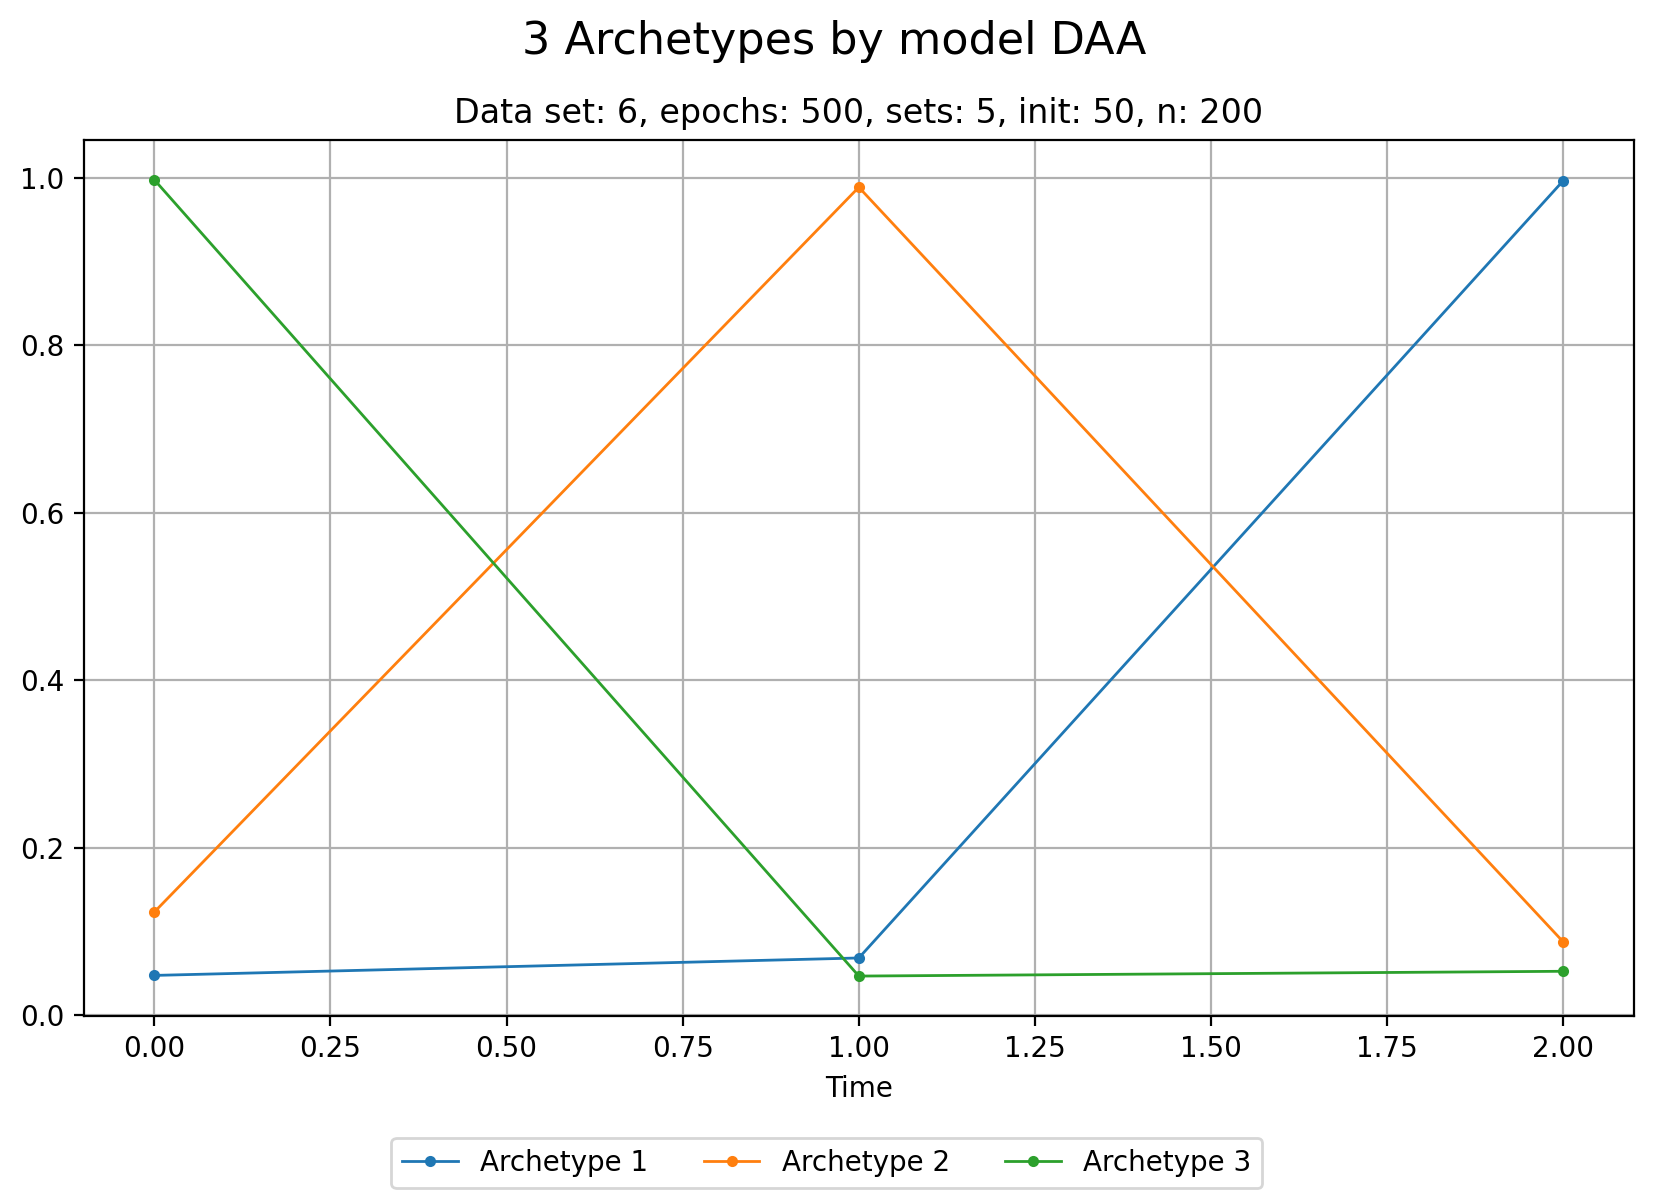 3 Archetypes by model DAA
Data set: 6, epochs: 500, sets: 5, init: 50, n: 200
1.0
0.8
0.6
0.4
0.2
0.0
0.00 0.25 0.50 0.75 1.00 1.25 1.50 1.75 2.00
Time
Archetype 1 Archetype 2 Archetype 3